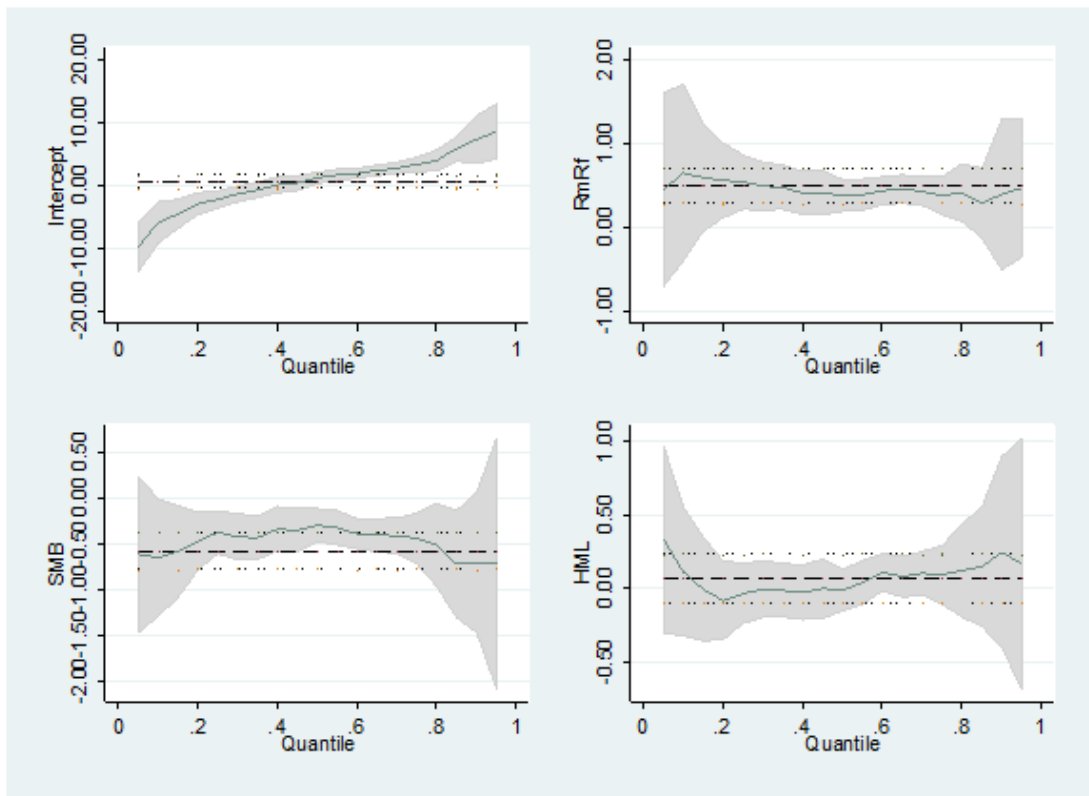 Intercept
-20.00 -10.00 0.00 10.00 20.00
0 .2 .4 .6 .8 1
Quantile
RmRf
-1.00 0.00 1.00 2.00
0 .2 .4 .6 .8 1
Quantile
SMB
-2.00 -1.50 -1.00 -0.50 0.00 0.50
0 .2 .4 .6 .8 1
Quantile
HML
-0.50 0.00 0.50 1.00
0 .2 .4 .6 .8 1
Quantile